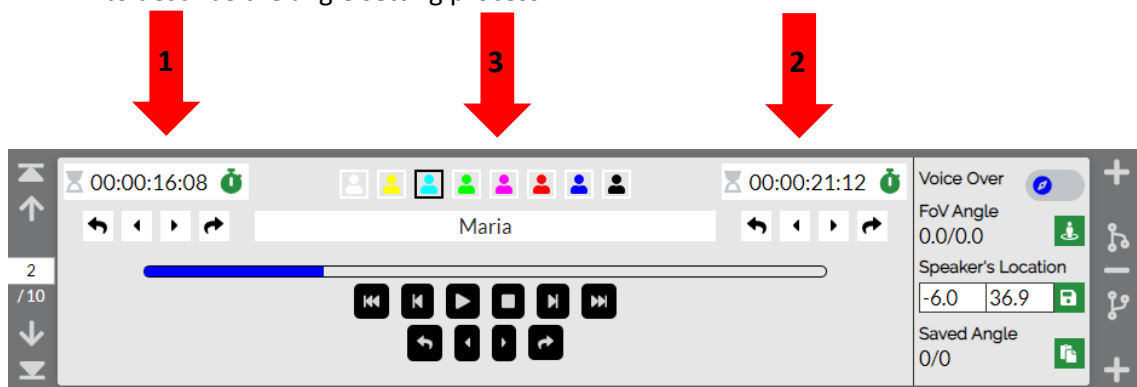 1
3
2
00:00:16:08
00:00:21:12
Maria
2
/10
Voice Over
FoV Angle
0.0/0.0
Speaker's Location
-6.0 36.9
Saved Angle
0/0